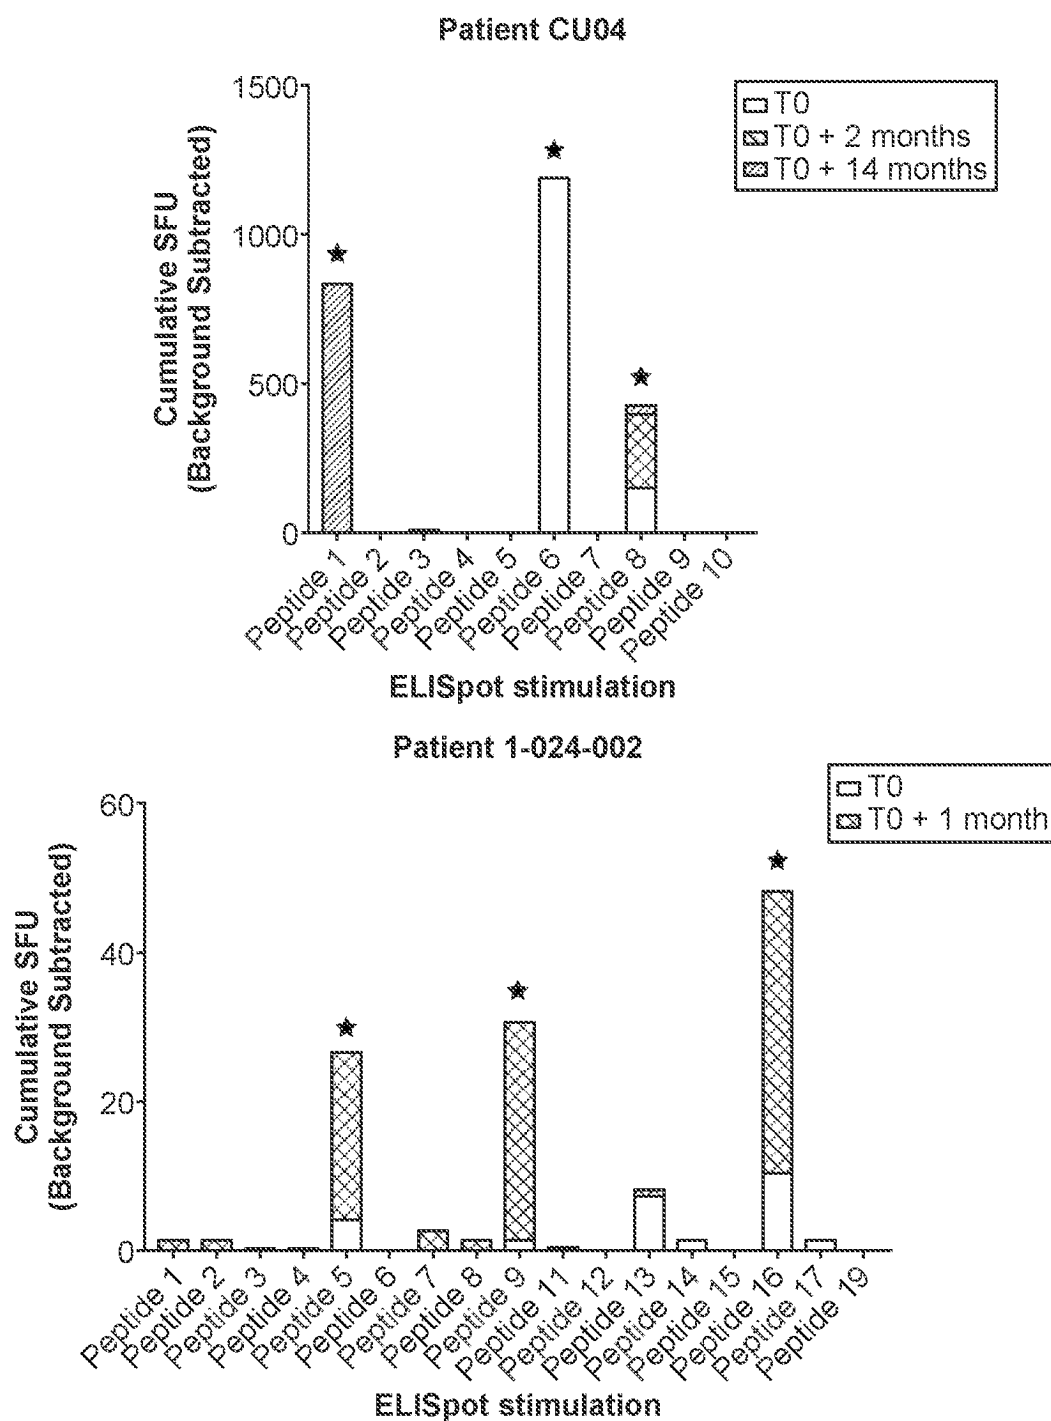 Patient CU04
T0
T0 + 2 months
T0 + 14 months
Cumulative SFU
(Background Subtracted)
1500
1000
500
0
Peptide 1
Peptide 2
Peptide 3
Peptide 4
Peptide 5
Peptide 6
Peptide 7
Peptide 8
Peptide 9
Peptide 10
ELISpot stimulation
Patient 1-024-002
T0
T0 + 1 month
Cumulative SFU
(Background Subtracted)
60
40
20
0
Peptide 1
Peptide 2
Peptide 3
Peptide 4
Peptide 5
Peptide 6
Peptide 7
Peptide 8
Peptide 9
Peptide 11
Peptide 12
Peptide 13
Peptide 14
Peptide 15
Peptide 16
Peptide 17
Peptide 19
ELISpot stimulation